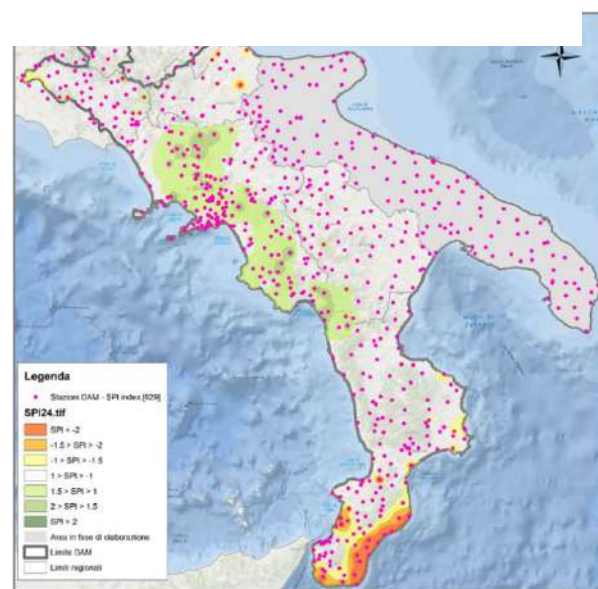 Legenda
Stazioni DAM - SPI index [629]
SPI24.tif
SPI < -2
-1.5 > SPI > -2
-1 > SPI > -1.5
1 > SPI > -1
1.5 > SPI > 1
2 > SPI > 1.5
SPI > 2
Area in fase di elaborazione
Limite DAM
Limiti regionali